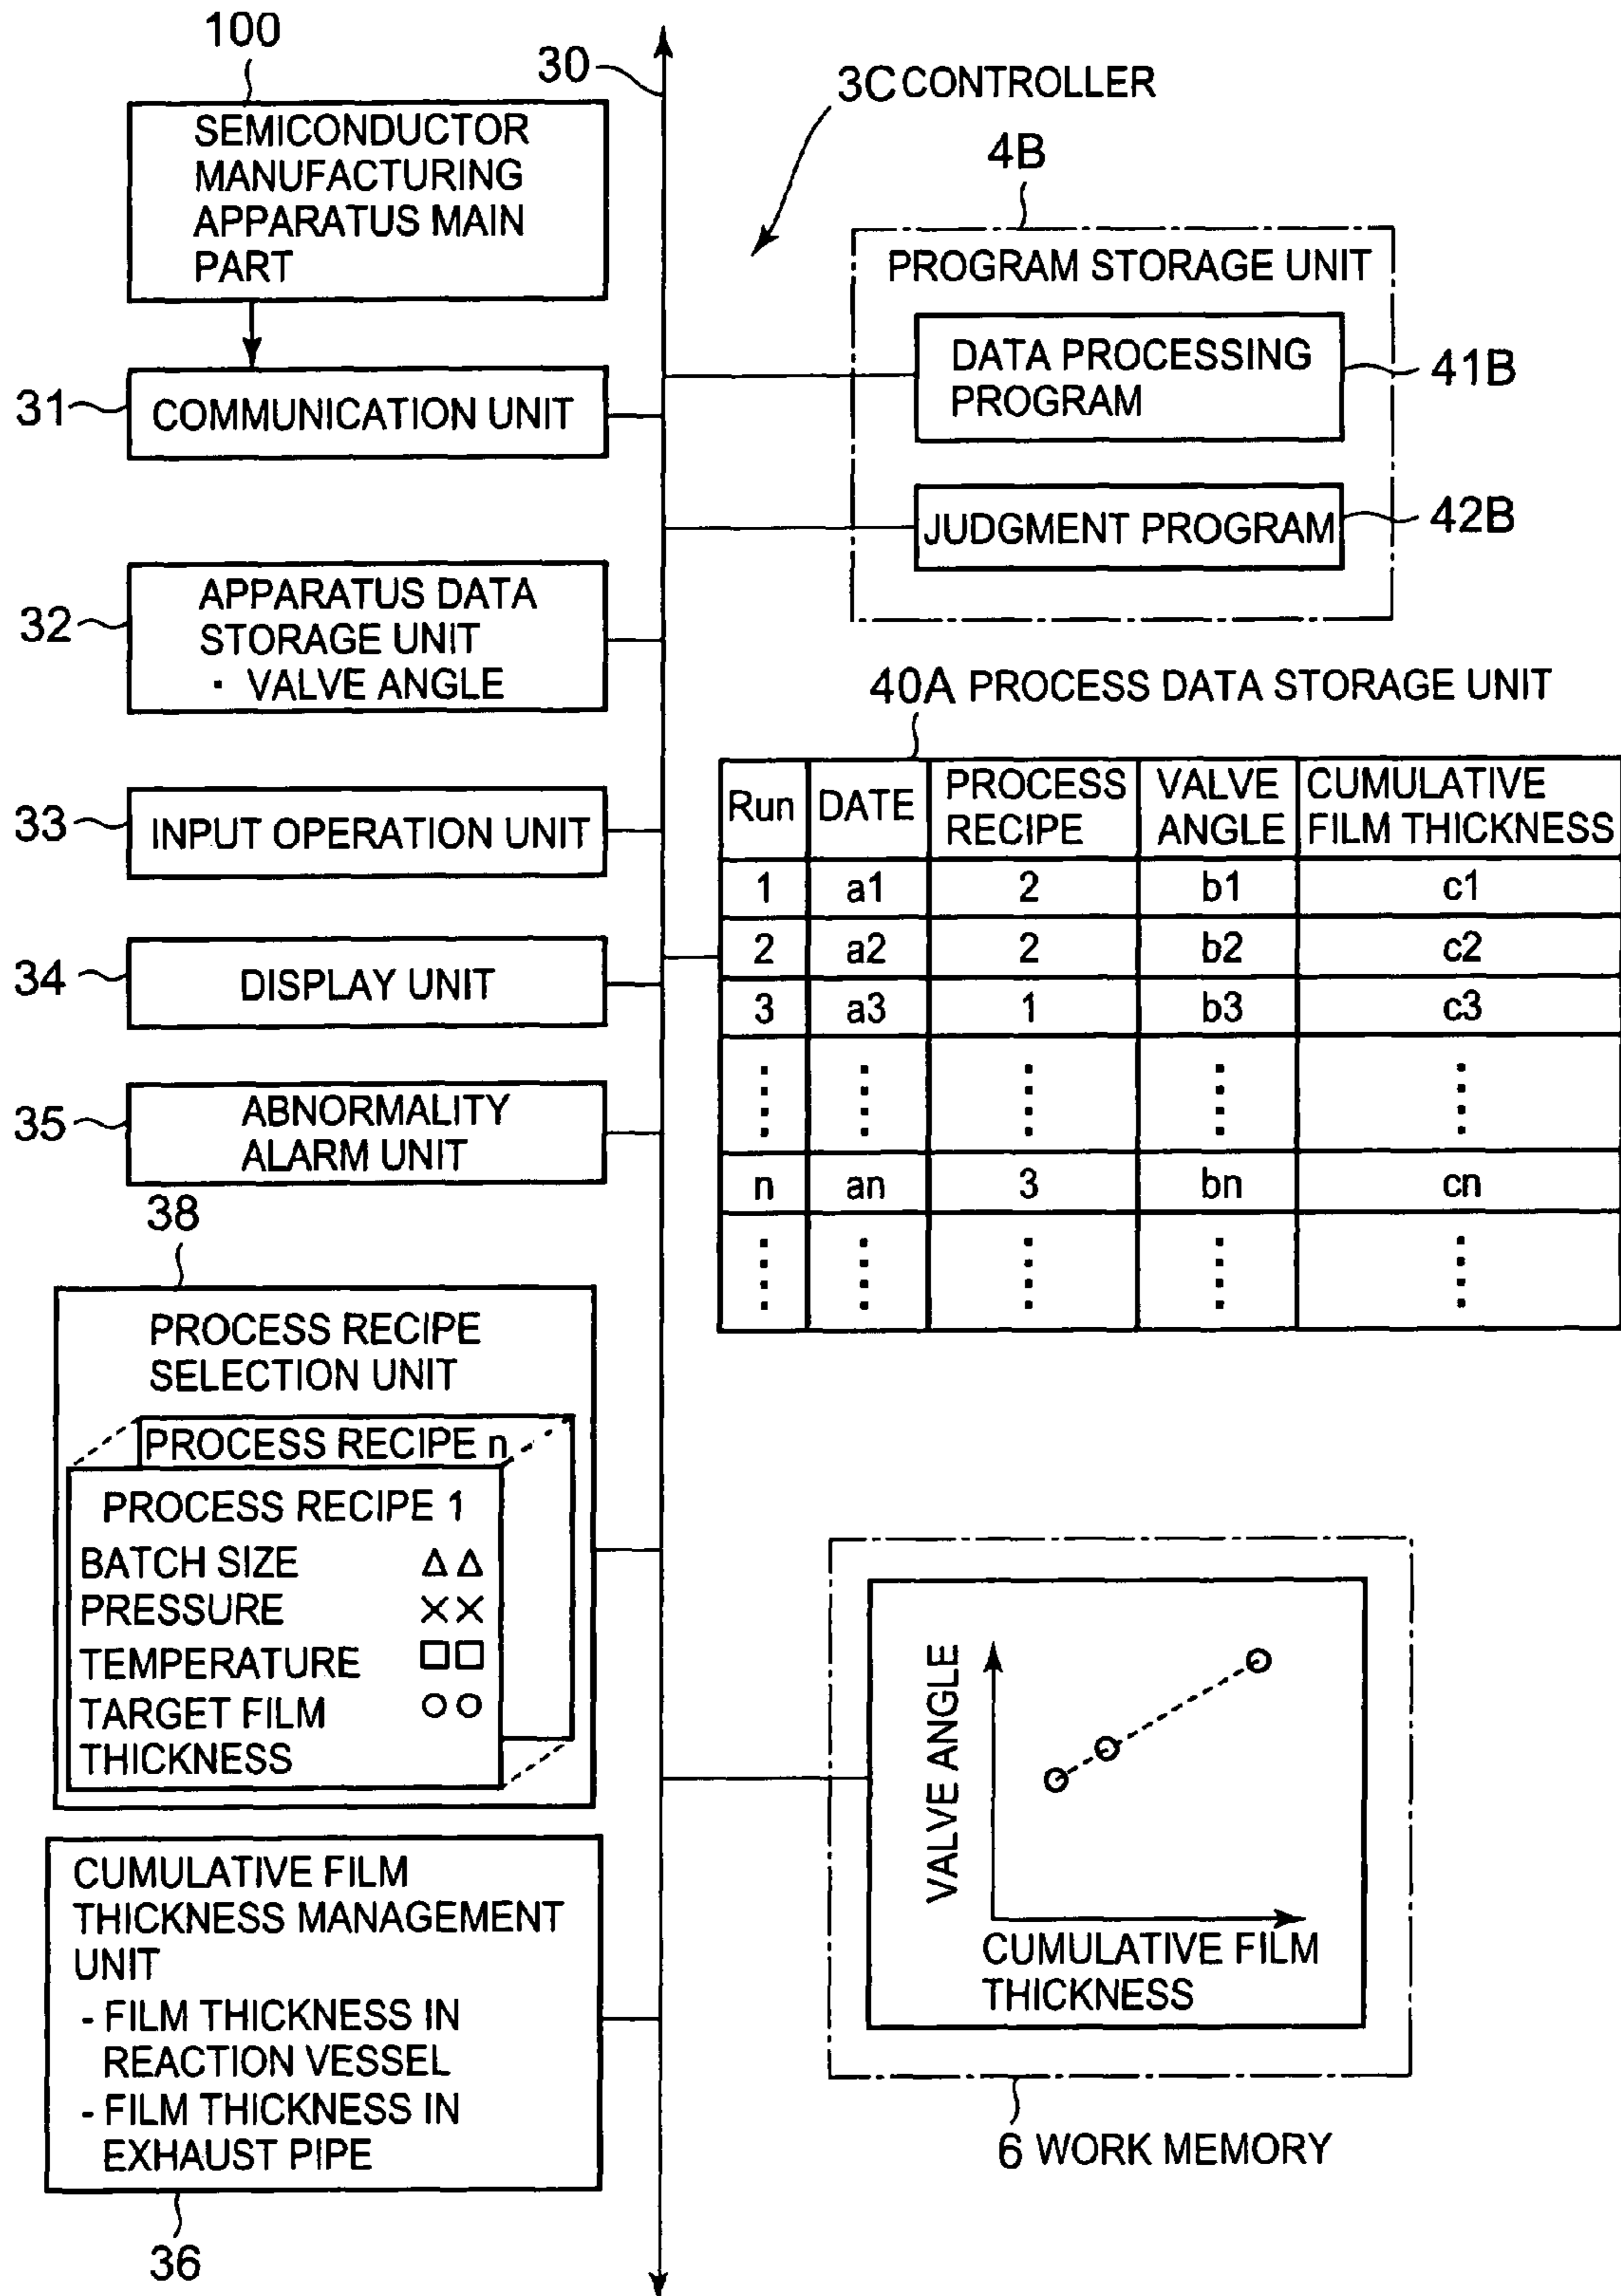 100
SEMICONDUCTOR
MANUFACTURING
APPARATUS MAIN
PART
30
3C CONTROLLER
4B
PROGRAM STORAGE UNIT
DATA PROCESSING
PROGRAM
41B
JUDGMENT PROGRAM
42B
31
COMMUNICATION UNIT
32
APPARATUS DATA
STORAGE UNIT
· VALVE ANGLE
33
INPUT OPERATION UNIT
34
DISPLAY UNIT
35
ABNORMALITY
ALARM UNIT
40A PROCESS DATA STORAGE UNIT
Run DATE PROCESS RECIPE VALVE ANGLE CUMULATIVE FILM THICKNESS
1 a1 2 b1 c1
2 a2 2 b2 c2
3 a3 1 b3 c3
n an 3 bn cn
38
PROCESS RECIPE
SELECTION UNIT
PROCESS RECIPE n
PROCESS RECIPE 1
BATCH SIZE △△
PRESSURE ××
TEMPERATURE □□
TARGET FILM ○○
THICKNESS
CUMULATIVE FILM
THICKNESS MANAGEMENT
UNIT
- FILM THICKNESS IN
REACTION VESSEL
- FILM THICKNESS IN
EXHAUST PIPE
36
VALVE ANGLE
CUMULATIVE FILM
THICKNESS
6 WORK MEMORY